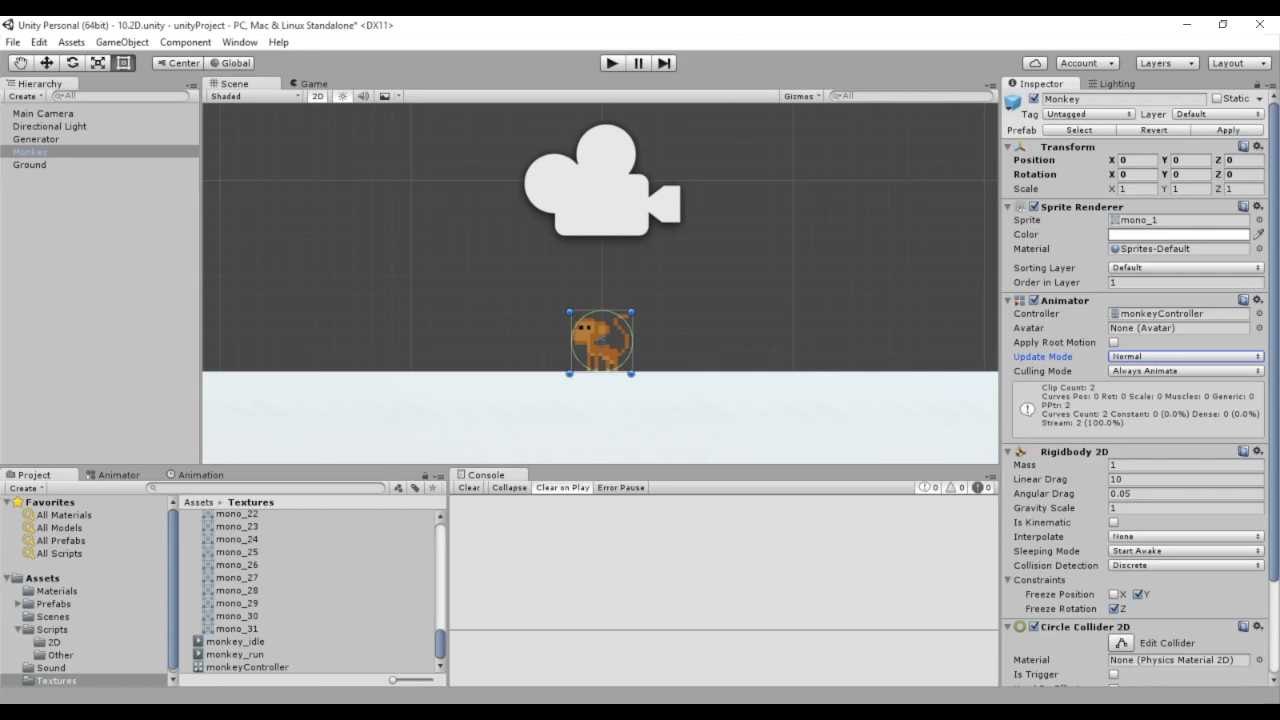 Unity Personal (64bit) - 10.2D.unity - unityProject - PC, Mac & Linux Standalone* <DX11>
File Edit Assets GameObject Component Window Help
Center Global Account Layers Layout
Hierarchy
Create All
Main Camera
Directional Light
Generator
Monkey
Ground
Scene Game
Shaded 2D Gizmos All
Inspector Lighting
Monkey Static
Tag Untagged Layer Default
Prefab Select Revert Apply
Transform
Position X 0 Y 0 Z 0
Rotation X 0 Y 0 Z 0
Scale X 1 Y 1 Z 1
Sprite Renderer
Sprite mono_1
Color
Material Sprites-Default
Sorting Layer Default
Order in Layer 1
Animator
Controller monkeyController
Avatar None (Avatar)
Apply Root Motion
Update Mode Normal
Culling Mode Always Animate
Clip Count: 2
Curves Pos: 0 Rot: 0 Scale: 0 Muscles: 0 Generic: 0
PPtr: 2
Curves Count: 2 Constant: 0 (0.0%) Dense: 0 (0.0%)
Stream: 2 (100.0%)
Rigidbody 2D
Mass 1
Linear Drag 10
Angular Drag 0.05
Gravity Scale 1
Is Kinematic
Interpolate None
Sleeping Mode Start Awake
Collision Detection Discrete
Constraints
Freeze Position X Y
Freeze Rotation Z
Circle Collider 2D
Edit Collider
Material None (Physics Material 2D)
Is Trigger
Project Animator Animation
Create
Favorites
All Materials
All Models
All Prefabs
All Scripts
Assets
Materials
Prefabs
Scenes
Scripts
2D
Other
Sound
Textures
Assets Textures
mono_22
mono_23
mono_24
mono_25
mono_26
mono_27
mono_28
mono_29
mono_30
mono_31
monkey_idle
monkey_run
monkeyController
Console
Clear Collapse Clear on Play Error Pause 0 0 0